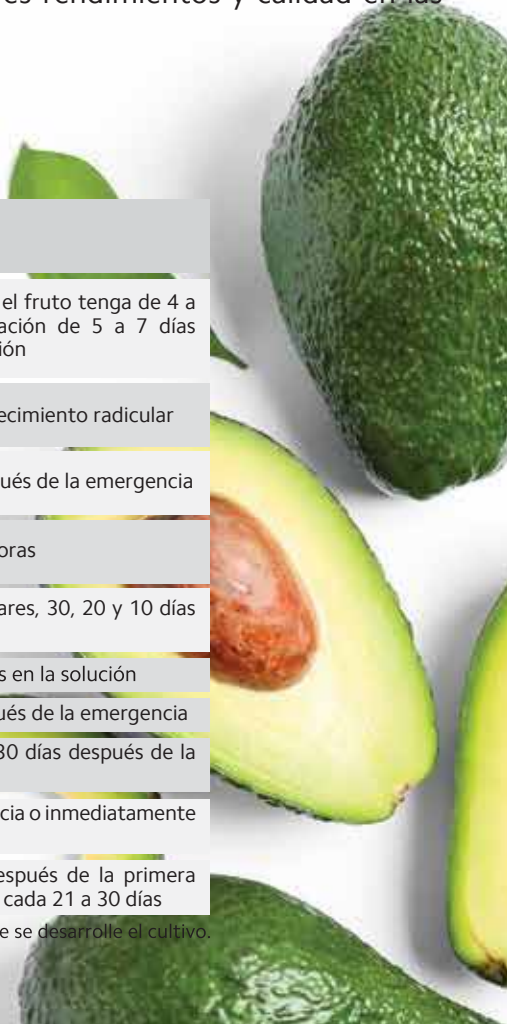 rendimientos y calidad en las
el fruto tenga de 4 a
ación de 5 a 7 días
ión
ecimiento radicular
ués de la emergencia
oras
ares, 30, 20 y 10 días
s en la solución
ués de la emergencia
30 días después de la
cia o inmediatamente
espués de la primera
cada 21 a 30 días
e se desarrolle el cultivo.